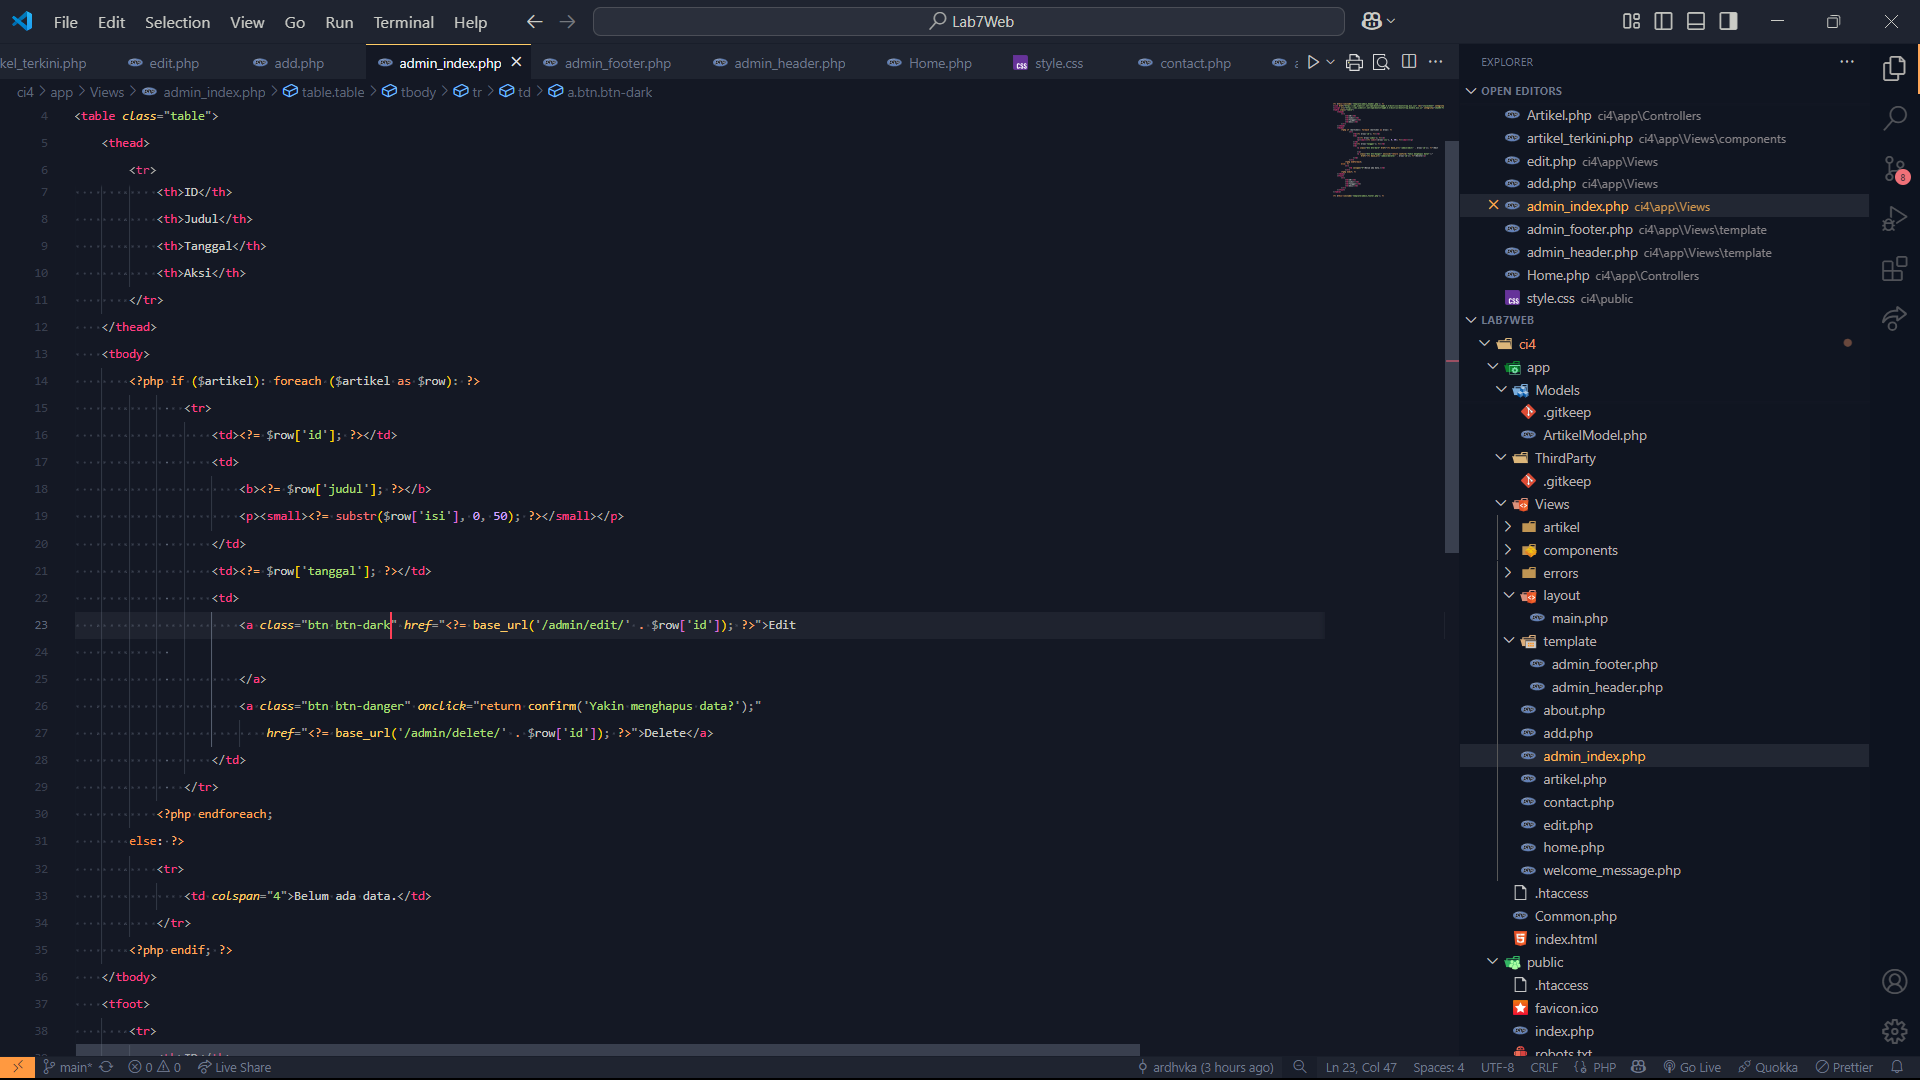 File Edit Selection View Go Run Terminal Help
Lab7Web
kel_terkini.php edit.php add.php admin_index.php admin_footer.php admin_header.php Home.php style.css contact.php
ci4 > app > Views > admin_index.php > table.table > tbody > tr > td > a.btn.btn-dark
4 <table class="table">
5 <thead>
6 <tr>
7 <th>ID</th>
8 <th>Judul</th>
9 <th>Tanggal</th>
10 <th>Aksi</th>
11 </tr>
12 </thead>
13 <tbody>
14 <?php if ($artikel): foreach ($artikel as $row): ?>
15 <tr>
16 <td><?= $row['id']; ?></td>
17 <td>
18 <b><?= $row['judul']; ?></b>
19 <p><small><?= substr($row['isi'], 0, 50); ?></small></p>
20 </td>
21 <td><?= $row['tanggal']; ?></td>
22 <td>
23 <a class="btn btn-dark" href="<?= base_url('/admin/edit/' . $row['id']); ?>">Edit
24
25 </a>
26 <a class="btn btn-danger" onclick="return confirm('Yakin menghapus data?');"
27 href="<?= base_url('/admin/delete/' . $row['id']); ?>">Delete</a>
28 </td>
29 </tr>
30 <?php endforeach;
31 else: ?>
32 <tr>
33 <td colspan="4">Belum ada data.</td>
34 </tr>
35 <?php endif; ?>
36 </tbody>
37 <tfoot>
38 <tr>
EXPLORER
OPEN EDITORS
Artikel.php ci4\app\Controllers
artikel_terkini.php ci4\app\Views\components
edit.php ci4\app\Views
add.php ci4\app\Views
admin_index.php ci4\app\Views
admin_footer.php ci4\app\Views\template
admin_header.php ci4\app\Views\template
Home.php ci4\app\Controllers
style.css ci4\public
LAB7WEB
ci4
app
Models
.gitkeep
ArtikelModel.php
ThirdParty
.gitkeep
Views
artikel
components
errors
layout
main.php
template
admin_footer.php
admin_header.php
about.php
add.php
admin_index.php
artikel.php
contact.php
edit.php
home.php
welcome_message.php
.htaccess
Common.php
index.html
public
.htaccess
favicon.ico
index.php
robots.txt
8
main* 0 0 Live Share ardhvka (3 hours ago) Ln 23, Col 47 Spaces: 4 UTF-8 CRLF PHP Go Live Quokka Prettier